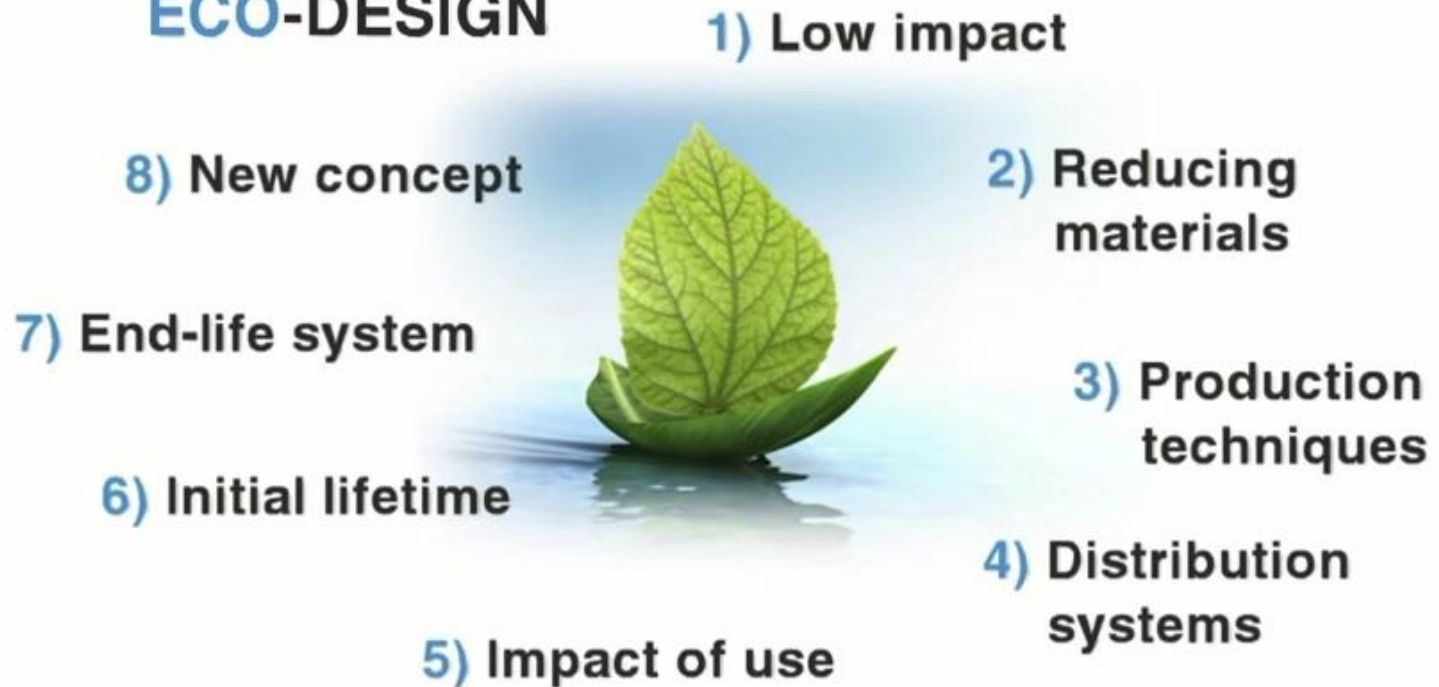 ECO-DESIGN
1) Low impact
2) Reducing
materials
3) Production
techniques
4) Distribution
systems
5) Impact of use
6) Initial lifetime
7) End-life system
8) New concept